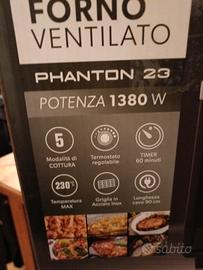 FORNO
VENTILATO
PHANTON 23
POTENZA 1380 W
5
Modalità di
COTTURA
Termostato
regolabile
TIMER
60 minuti
230°
Temperatura
MAX
Griglia in
Acciaio Inox
Lunghezza
cavo 90 cm
subito